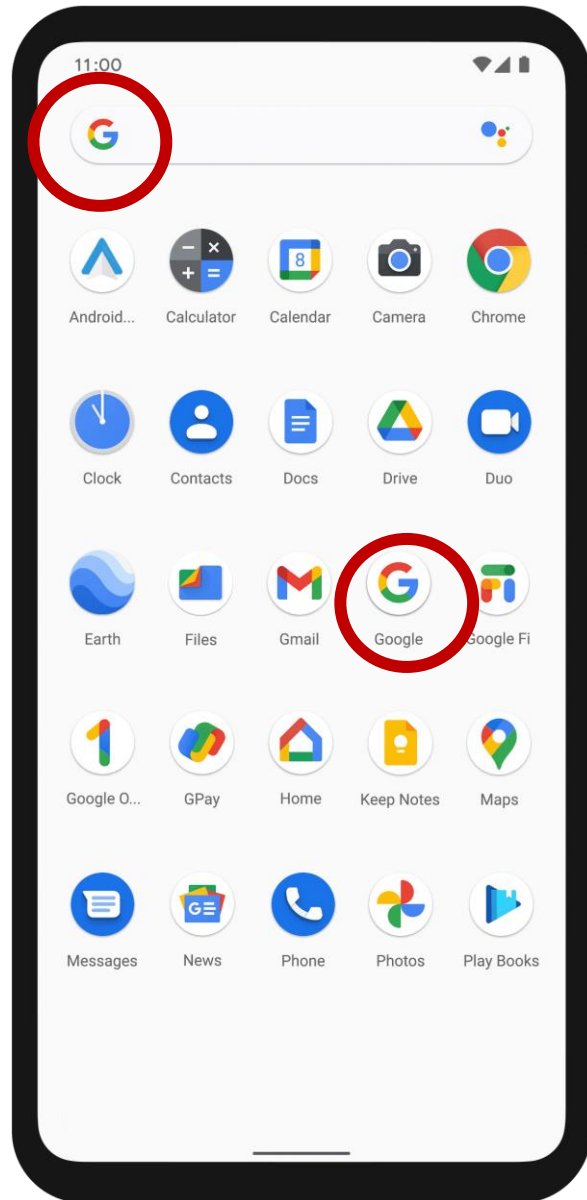 11:00
G
Android... Calculator Calendar Camera Chrome
8
Clock Contacts Docs Drive Duo
Earth Files Gmail Google Google Fi
Google O... GPay Home Keep Notes Maps
Messages News Phone Photos Play Books